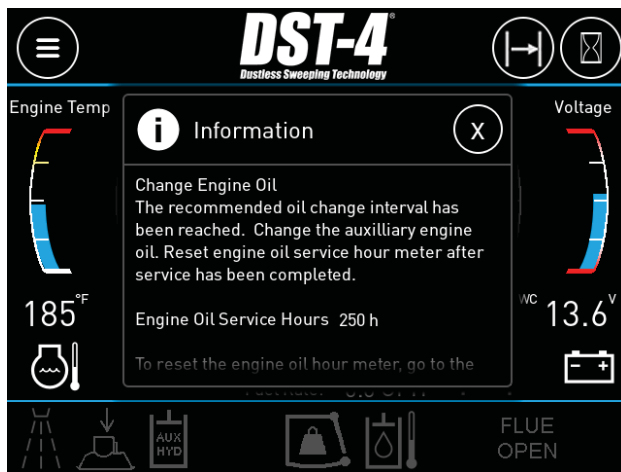 DST-4®
Dustless Sweeping Technology
Engine Temp
Voltage
i Information X
Change Engine Oil
The recommended oil change interval has
been reached. Change the auxilliary engine
oil. Reset engine oil service hour meter after
service has been completed.
Engine Oil Service Hours 250 h
To reset the engine oil hour meter, go to the
185°F
WC
13.6V
AUX
HYD
FLUE
OPEN